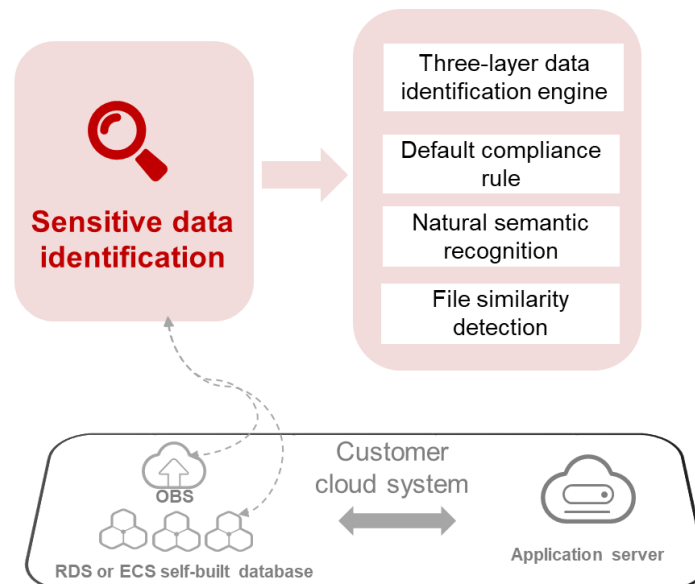 Sensitive data
identification
Three-layer data
identification engine
Default compliance
rule
Natural semantic
recognition
File similarity
detection
Customer
cloud system
OBS
RDS or ECS self-built database
Application server